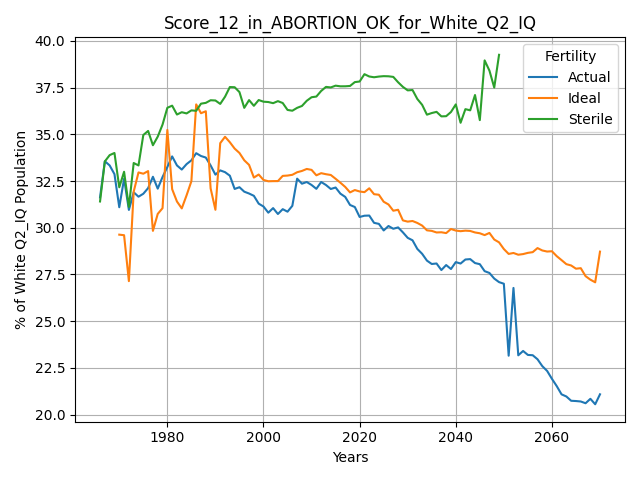 Score_12_in_ABORTION_OK_for_White_Q2_IQ
% of White Q2_IQ Population
40.0
37.5
35.0
32.5
30.0
27.5
25.0
22.5
20.0
Fertility
Actual
Ideal
Sterile
1980
2000
2020
2040
2060
Years